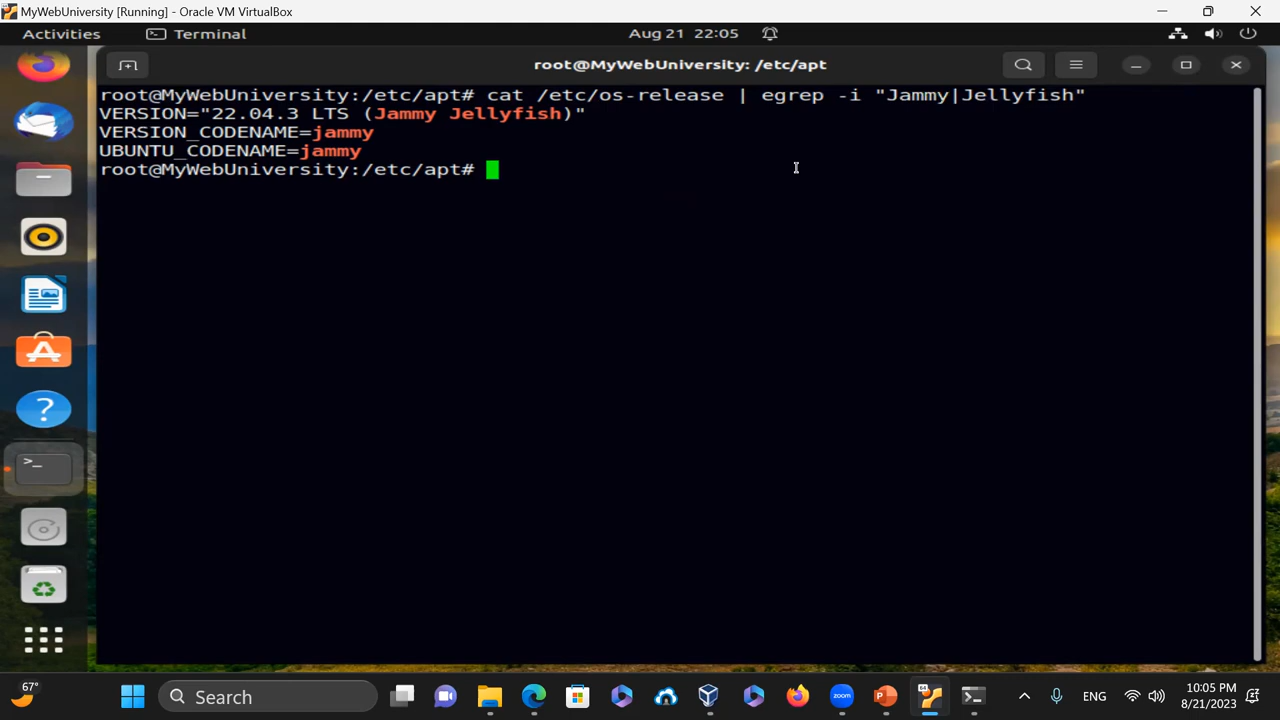 MyWebUniversity [Running] - Oracle VM VirtualBox
Activities Terminal Aug 21 22:05
root@MyWebUniversity: /etc/apt
root@MyWebUniversity:/etc/apt# cat /etc/os-release | egrep -i "Jammy|Jellyfish"
VERSION="22.04.3 LTS (Jammy Jellyfish)"
VERSION_CODENAME=jammy
UBUNTU_CODENAME=jammy
root@MyWebUniversity:/etc/apt#
67°
Search
zoom
ENG
10:05 PM
8/21/2023